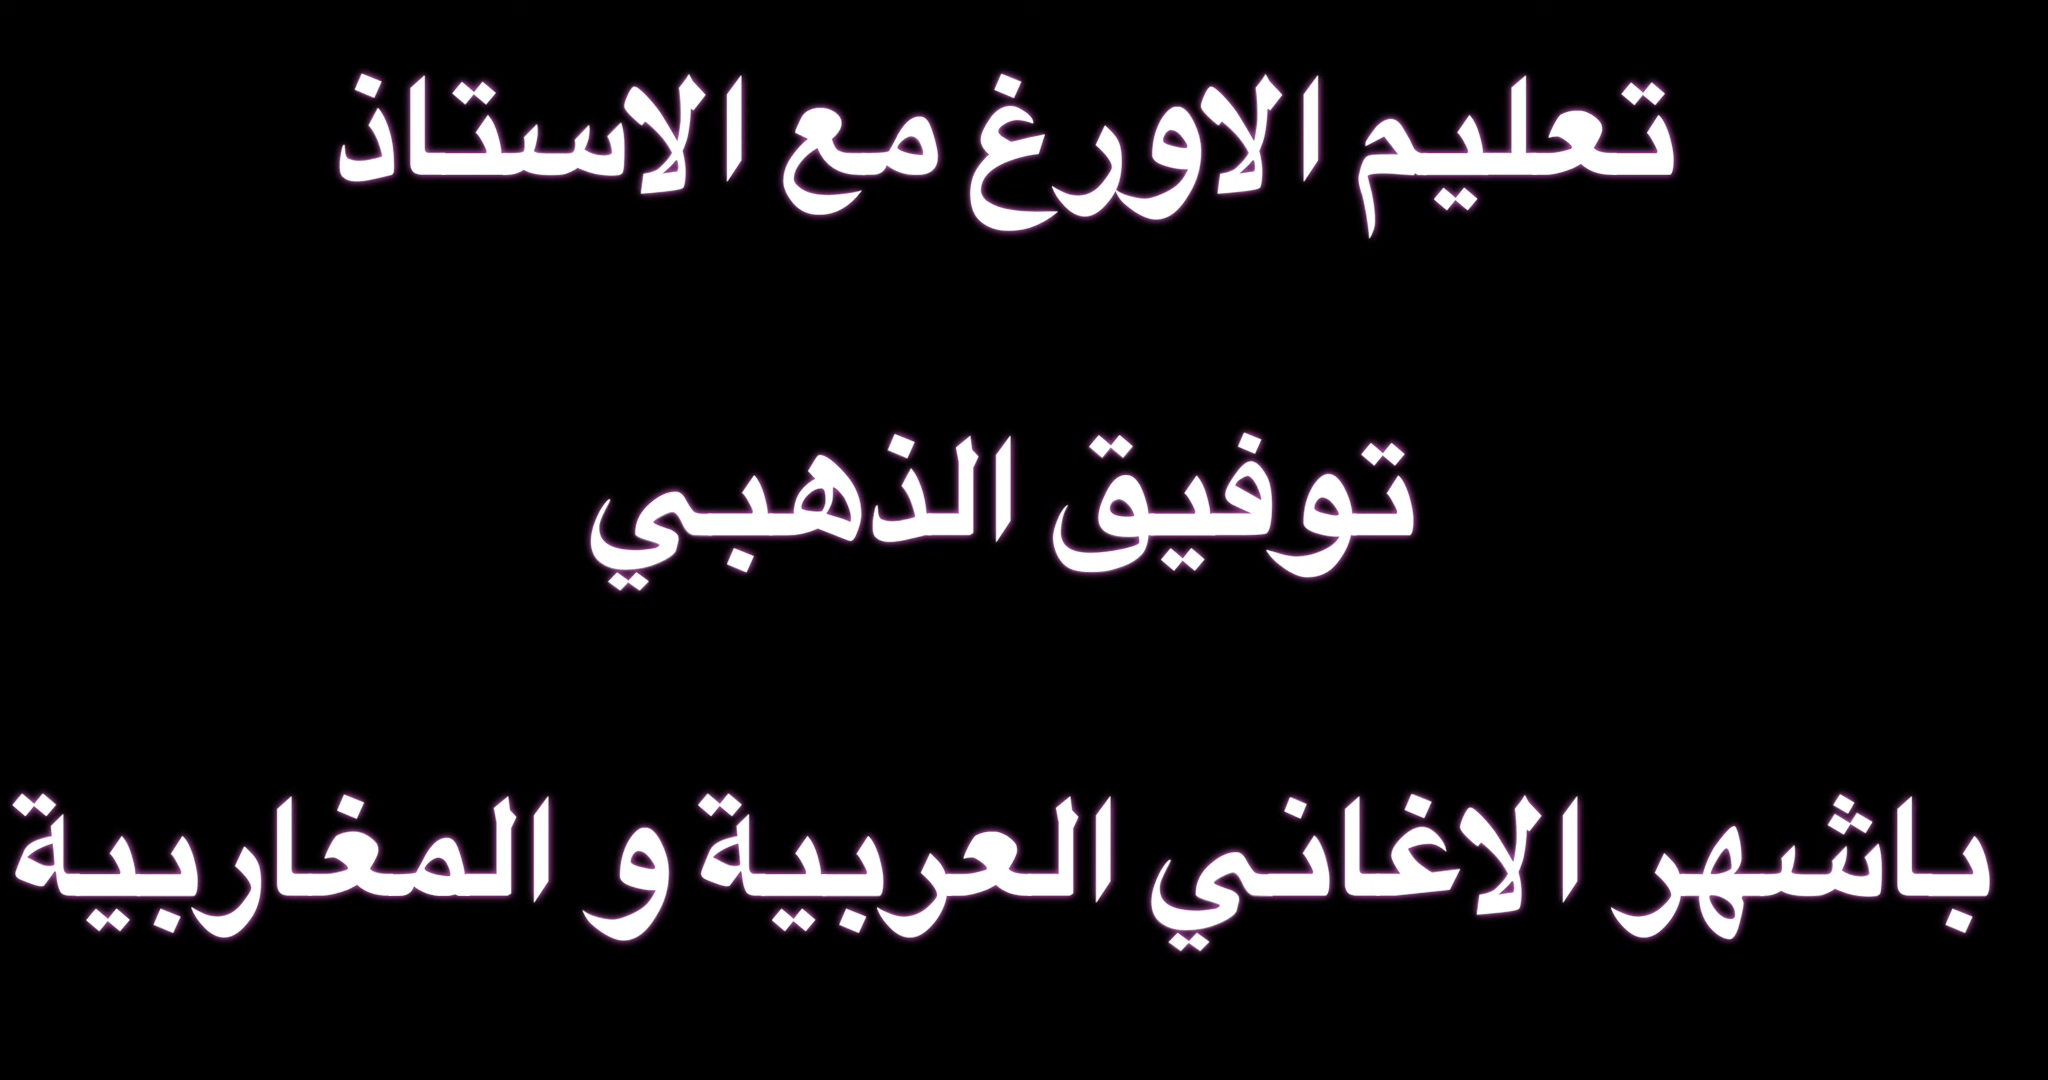 تعليم الاورغ مع الاستاذ
توفيق الذهبي
باشهر الاغاني العربية و المغاربية